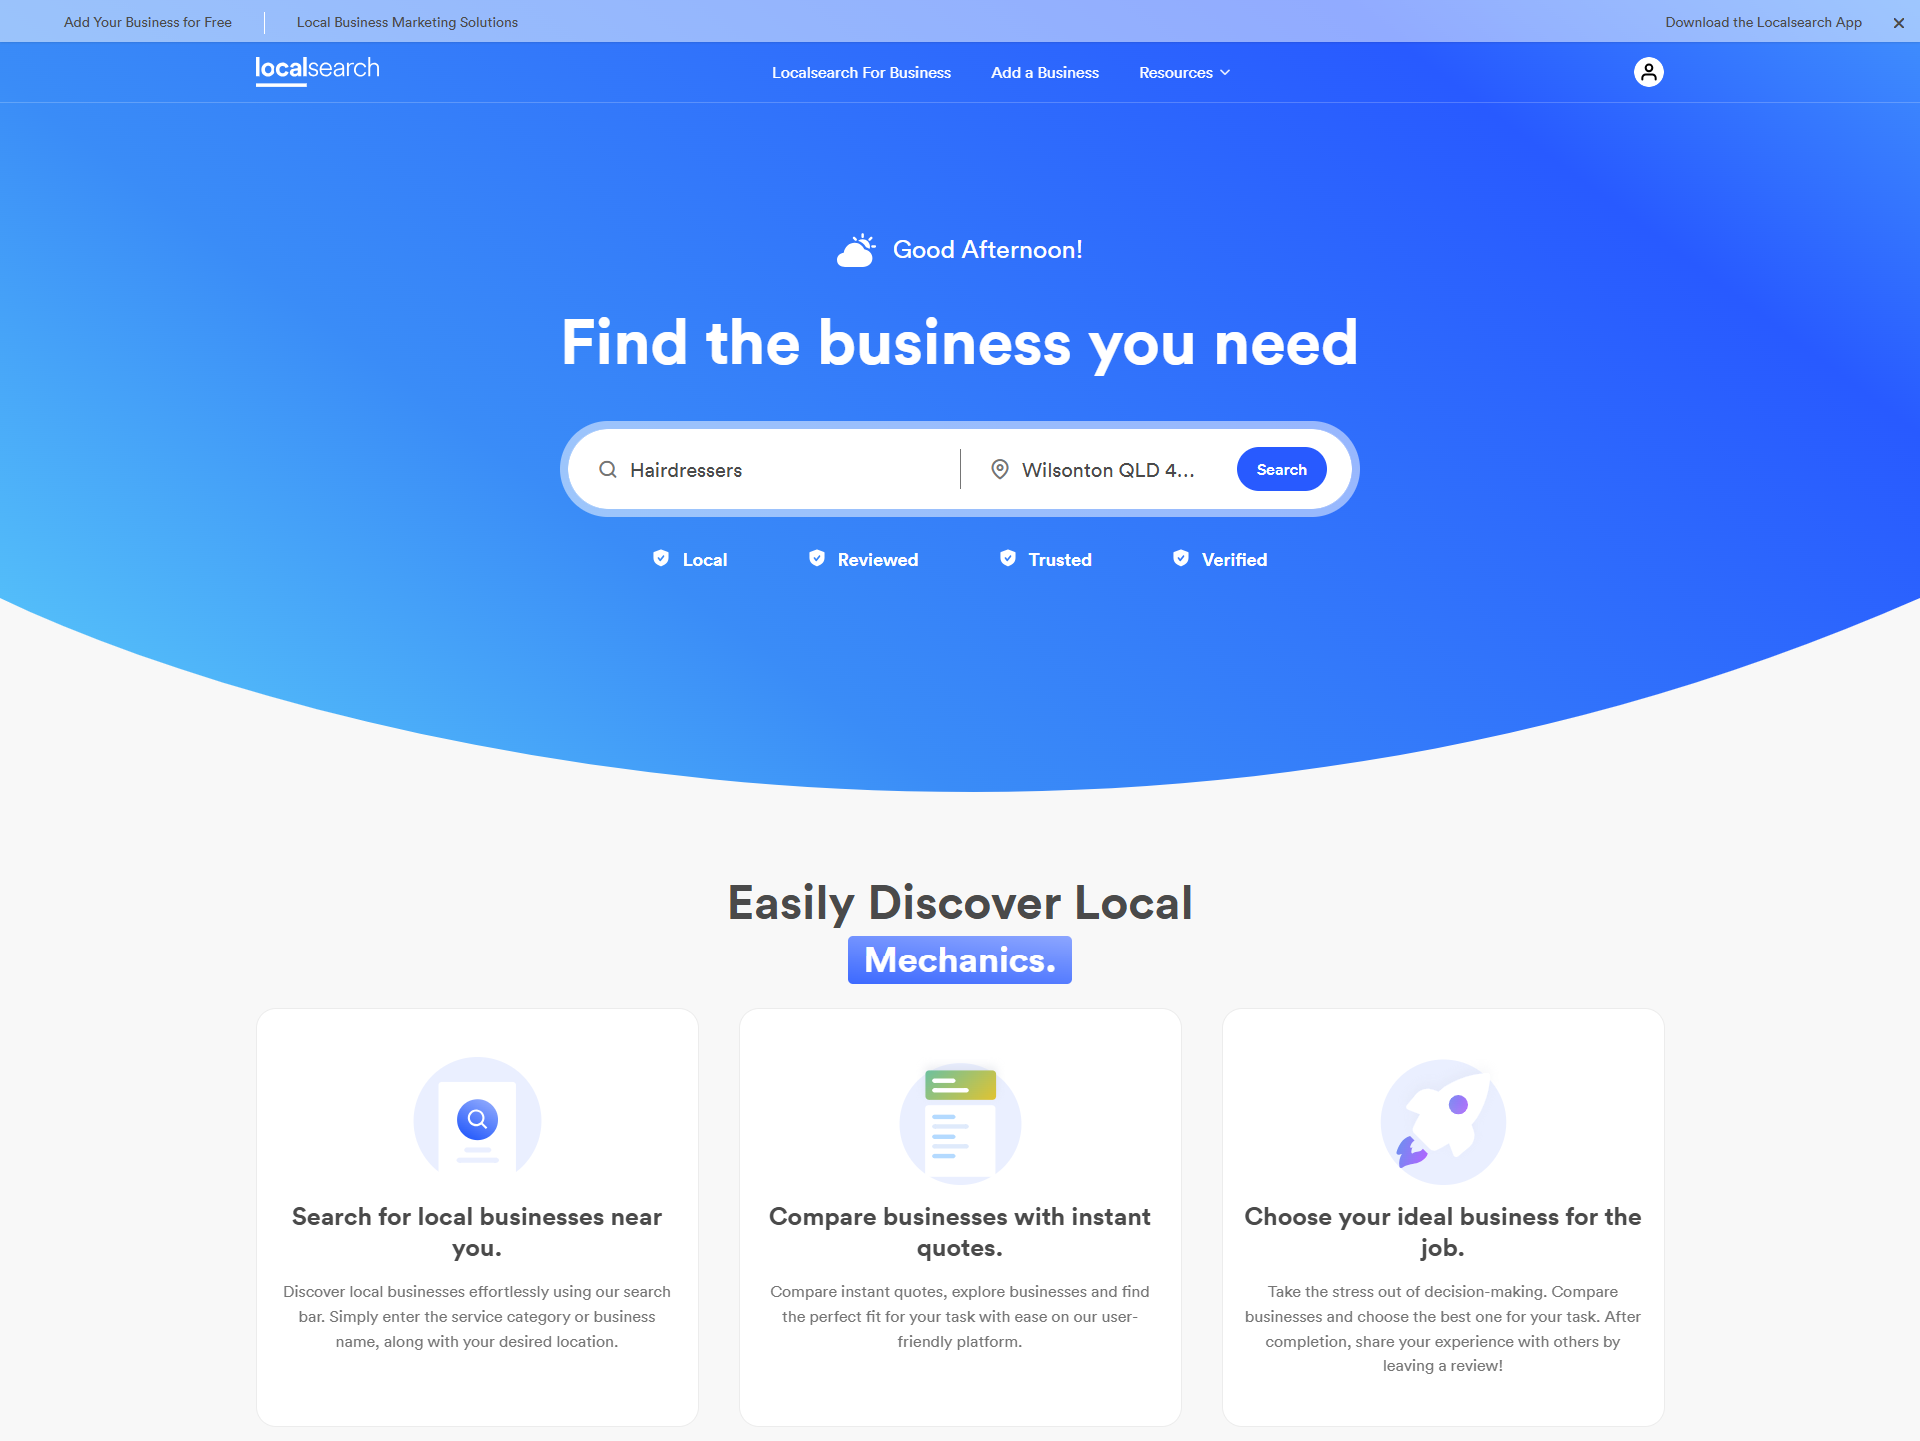 Add Your Business for Free
Local Business Marketing Solutions
Download the Localsearch App
localsearch
Localsearch For Business
Add a Business
Resources
Good Afternoon!
Find the business you need
Hairdressers
Wilsonton QLD 4...
Search
Local
Reviewed
Trusted
Verified
Easily Discover Local
Mechanics.
Search for local businesses near
you.
Discover local businesses effortlessly using our search
bar. Simply enter the service category or business
name, along with your desired location.
Compare businesses with instant
quotes.
Compare instant quotes, explore businesses and find
the perfect fit for your task with ease on our user-
friendly platform.
Choose your ideal business for the
job.
Take the stress out of decision-making. Compare
businesses and choose the best one for your task. After
completion, share your experience with others by
leaving a review!